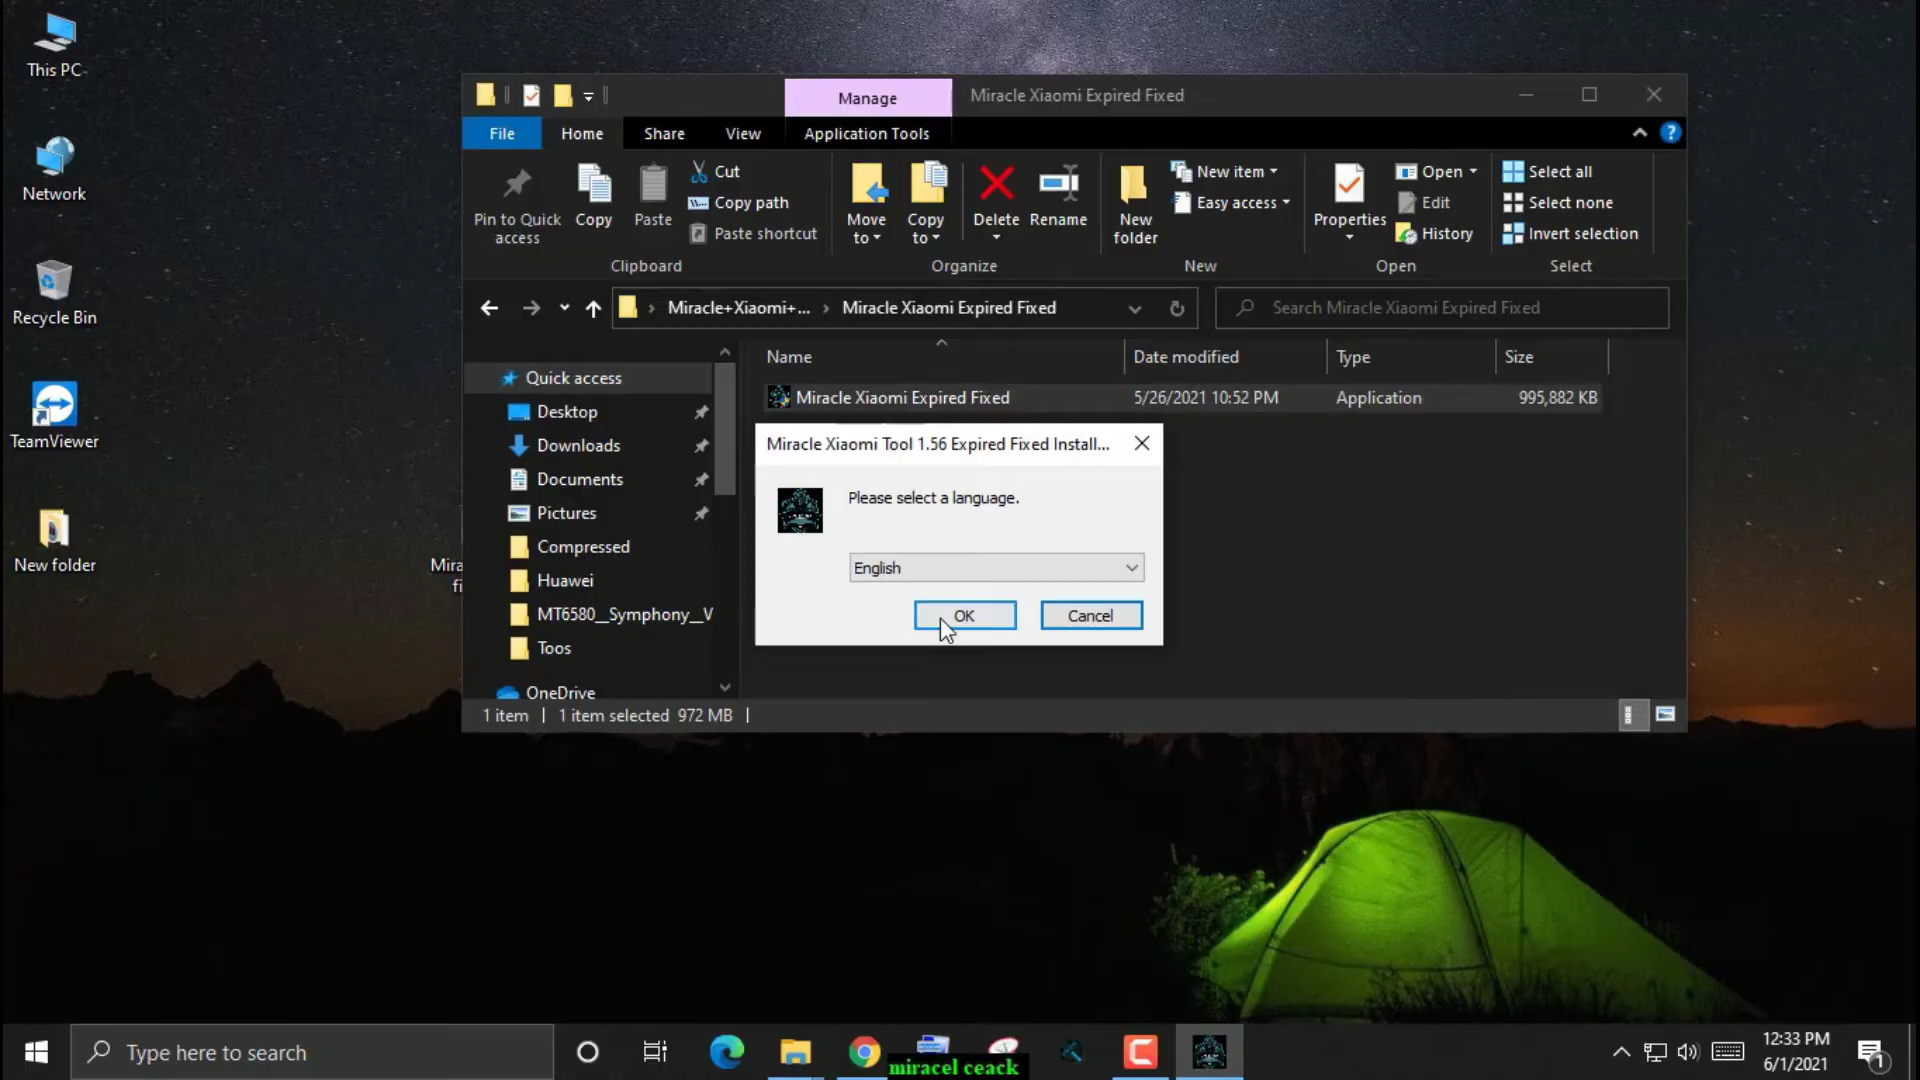 This PC
Network
Recycle Bin
TeamViewer
New folder
Mira
fi
Manage
Miracle Xiaomi Expired Fixed
File
Home
Share
View
Application Tools
Pin to Quick access
Copy
Paste
Cut
Copy path
Paste shortcut
Clipboard
Move to
Copy to
Delete
Rename
Organize
New folder
New item
Easy access
New
Properties
Open
Edit
History
Open
Select all
Select none
Invert selection
Select
Miracle+Xiaomi+...
Miracle Xiaomi Expired Fixed
Search Miracle Xiaomi Expired Fixed
Quick access
Desktop
Downloads
Documents
Pictures
Compressed
Huawei
MT6580__Symphony__V
Toos
OneDrive
Name
Date modified
Type
Size
Miracle Xiaomi Expired Fixed
5/26/2021 10:52 PM
Application
995,882 KB
Miracle Xiaomi Tool 1.56 Expired Fixed Install...
Please select a language.
English
OK
Cancel
1 item
1 item selected 972 MB
Type here to search
miracel ceack
12:33 PM
6/1/2021
1